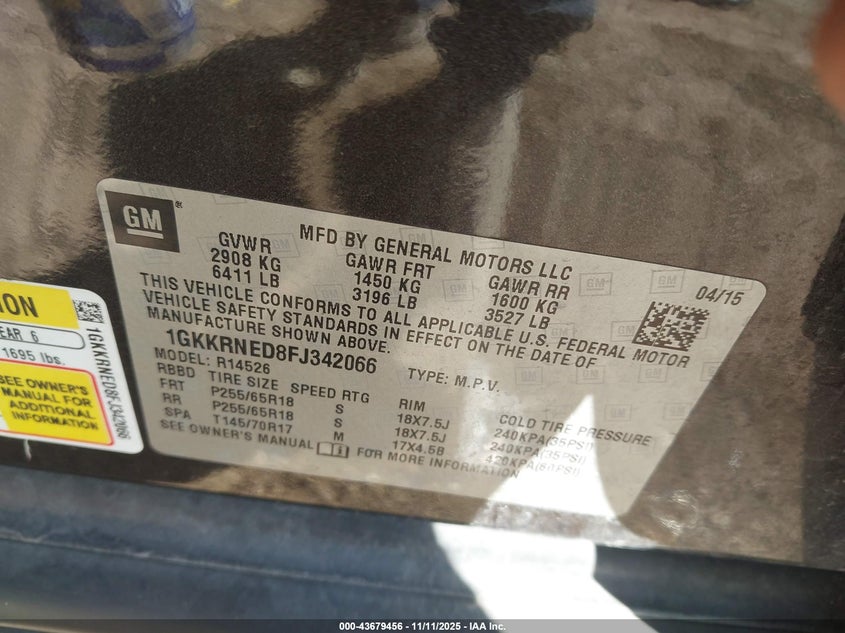 GM
MFD BY GENERAL MOTORS LLC
GVWR GAWR FRT GAWR RR 04/15
2908 KG 1450 KG 1600 KG
6411 LB 3196 LB 3527 LB
THIS VEHICLE CONFORMS TO ALL APPLICABLE U.S. FEDERAL MOTOR
VEHICLE SAFETY STANDARDS IN EFFECT ON THE DATE OF
MANUFACTURE SHOWN ABOVE.
1GKKRNED8FJ342066 TYPE: M.P.V.
MODEL: R14526
RBBD TIRE SIZE SPEED RTG RIM COLD TIRE PRESSURE
FRT P255/65R18 S 18X7.5J 240KPA(35PSI)
RR P255/65R18 S 18X7.5J 240KPA(35PSI)
SPA T145/70R17 M 17X4.5B 420KPA(60PSI)
SEE OWNER'S MANUAL FOR MORE INFORMATION
TION
EAR 6
1695 lbs.
SEE OWNER'S
MANUAL FOR
ADDITIONAL
INFORMATION
1GKKRNED8FJ342066
000-43679456 - 11/11/2025 - IAA Inc.